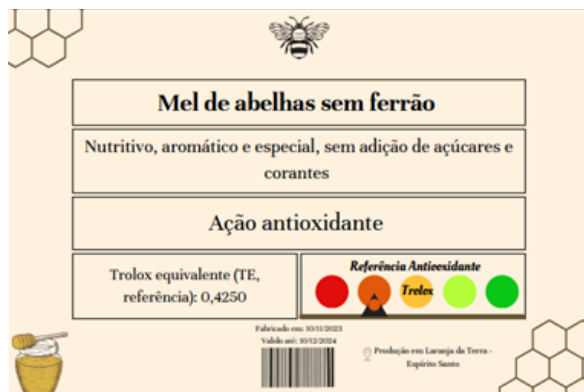 Mel de abelhas sem ferrão
Nutritivo, aromático e especial, sem adição de açúcares e
corantes
Ação antioxidante
Trolox equivalente (TE,
referência): 0,4250
Referência Antioxidante
Trolox
Fabricado em: 10/11/2023
Valido até: 10/12/2024
Produção em Laranja da Terra -
Espírito Santo